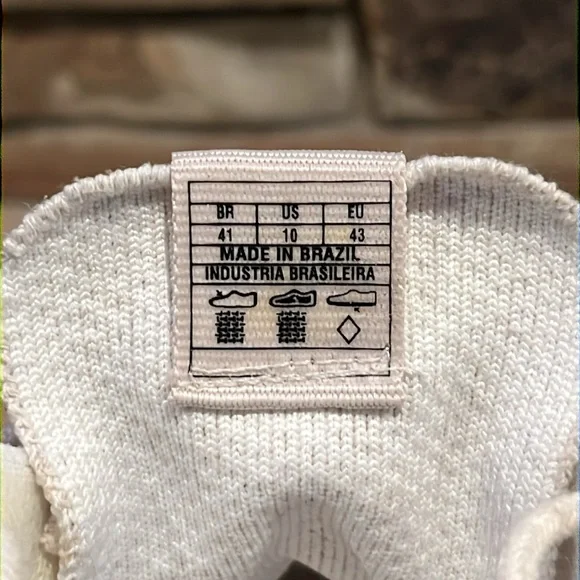 BR US EU
41 10 43
MADE IN BRAZIL
INDUSTRIA BRASILEIRA